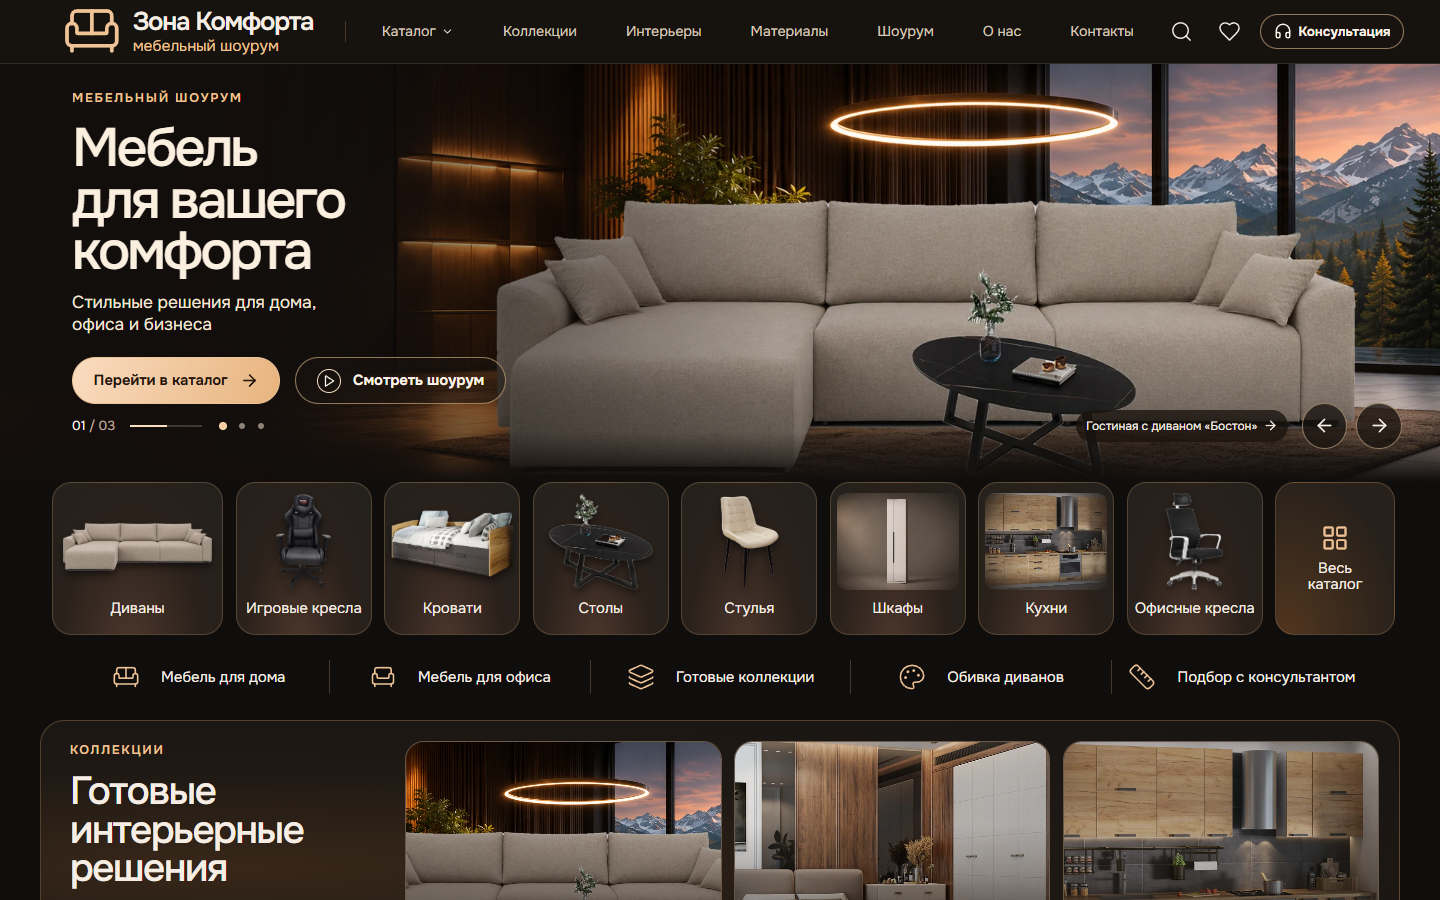 Зона Комфорта
мебельный шоурум
Каталог
Коллекции
Интерьеры
Материалы
Шоурум
О нас
Контакты
Консультация
МЕБЕЛЬНЫЙ ШОУРУМ
Мебель
для вашего
комфорта
Стильные решения для дома,
офиса и бизнеса
Перейти в каталог
Смотреть шоурум
01 / 03
Гостиная с диваном «Бостон»
Диваны
Игровые кресла
Кровати
Столы
Стулья
Шкафы
Кухни
Офисные кресла
Весь
каталог
Мебель для дома
Мебель для офиса
Готовые коллекции
Обивка диванов
Подбор с консультантом
КОЛЛЕКЦИИ
Готовые
интерьерные
решения